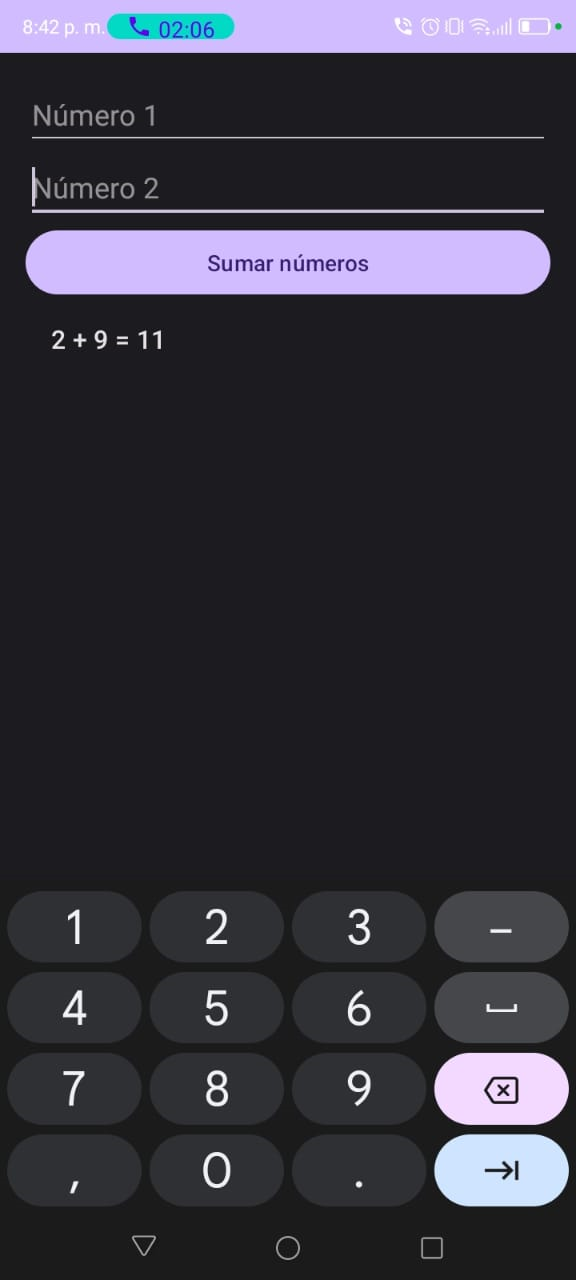 8:42 p. m. 02:06
Número 1
Número 2
Sumar números
2 + 9 = 11
1 2 3 –
4 5 6
7 8 9
, 0 .